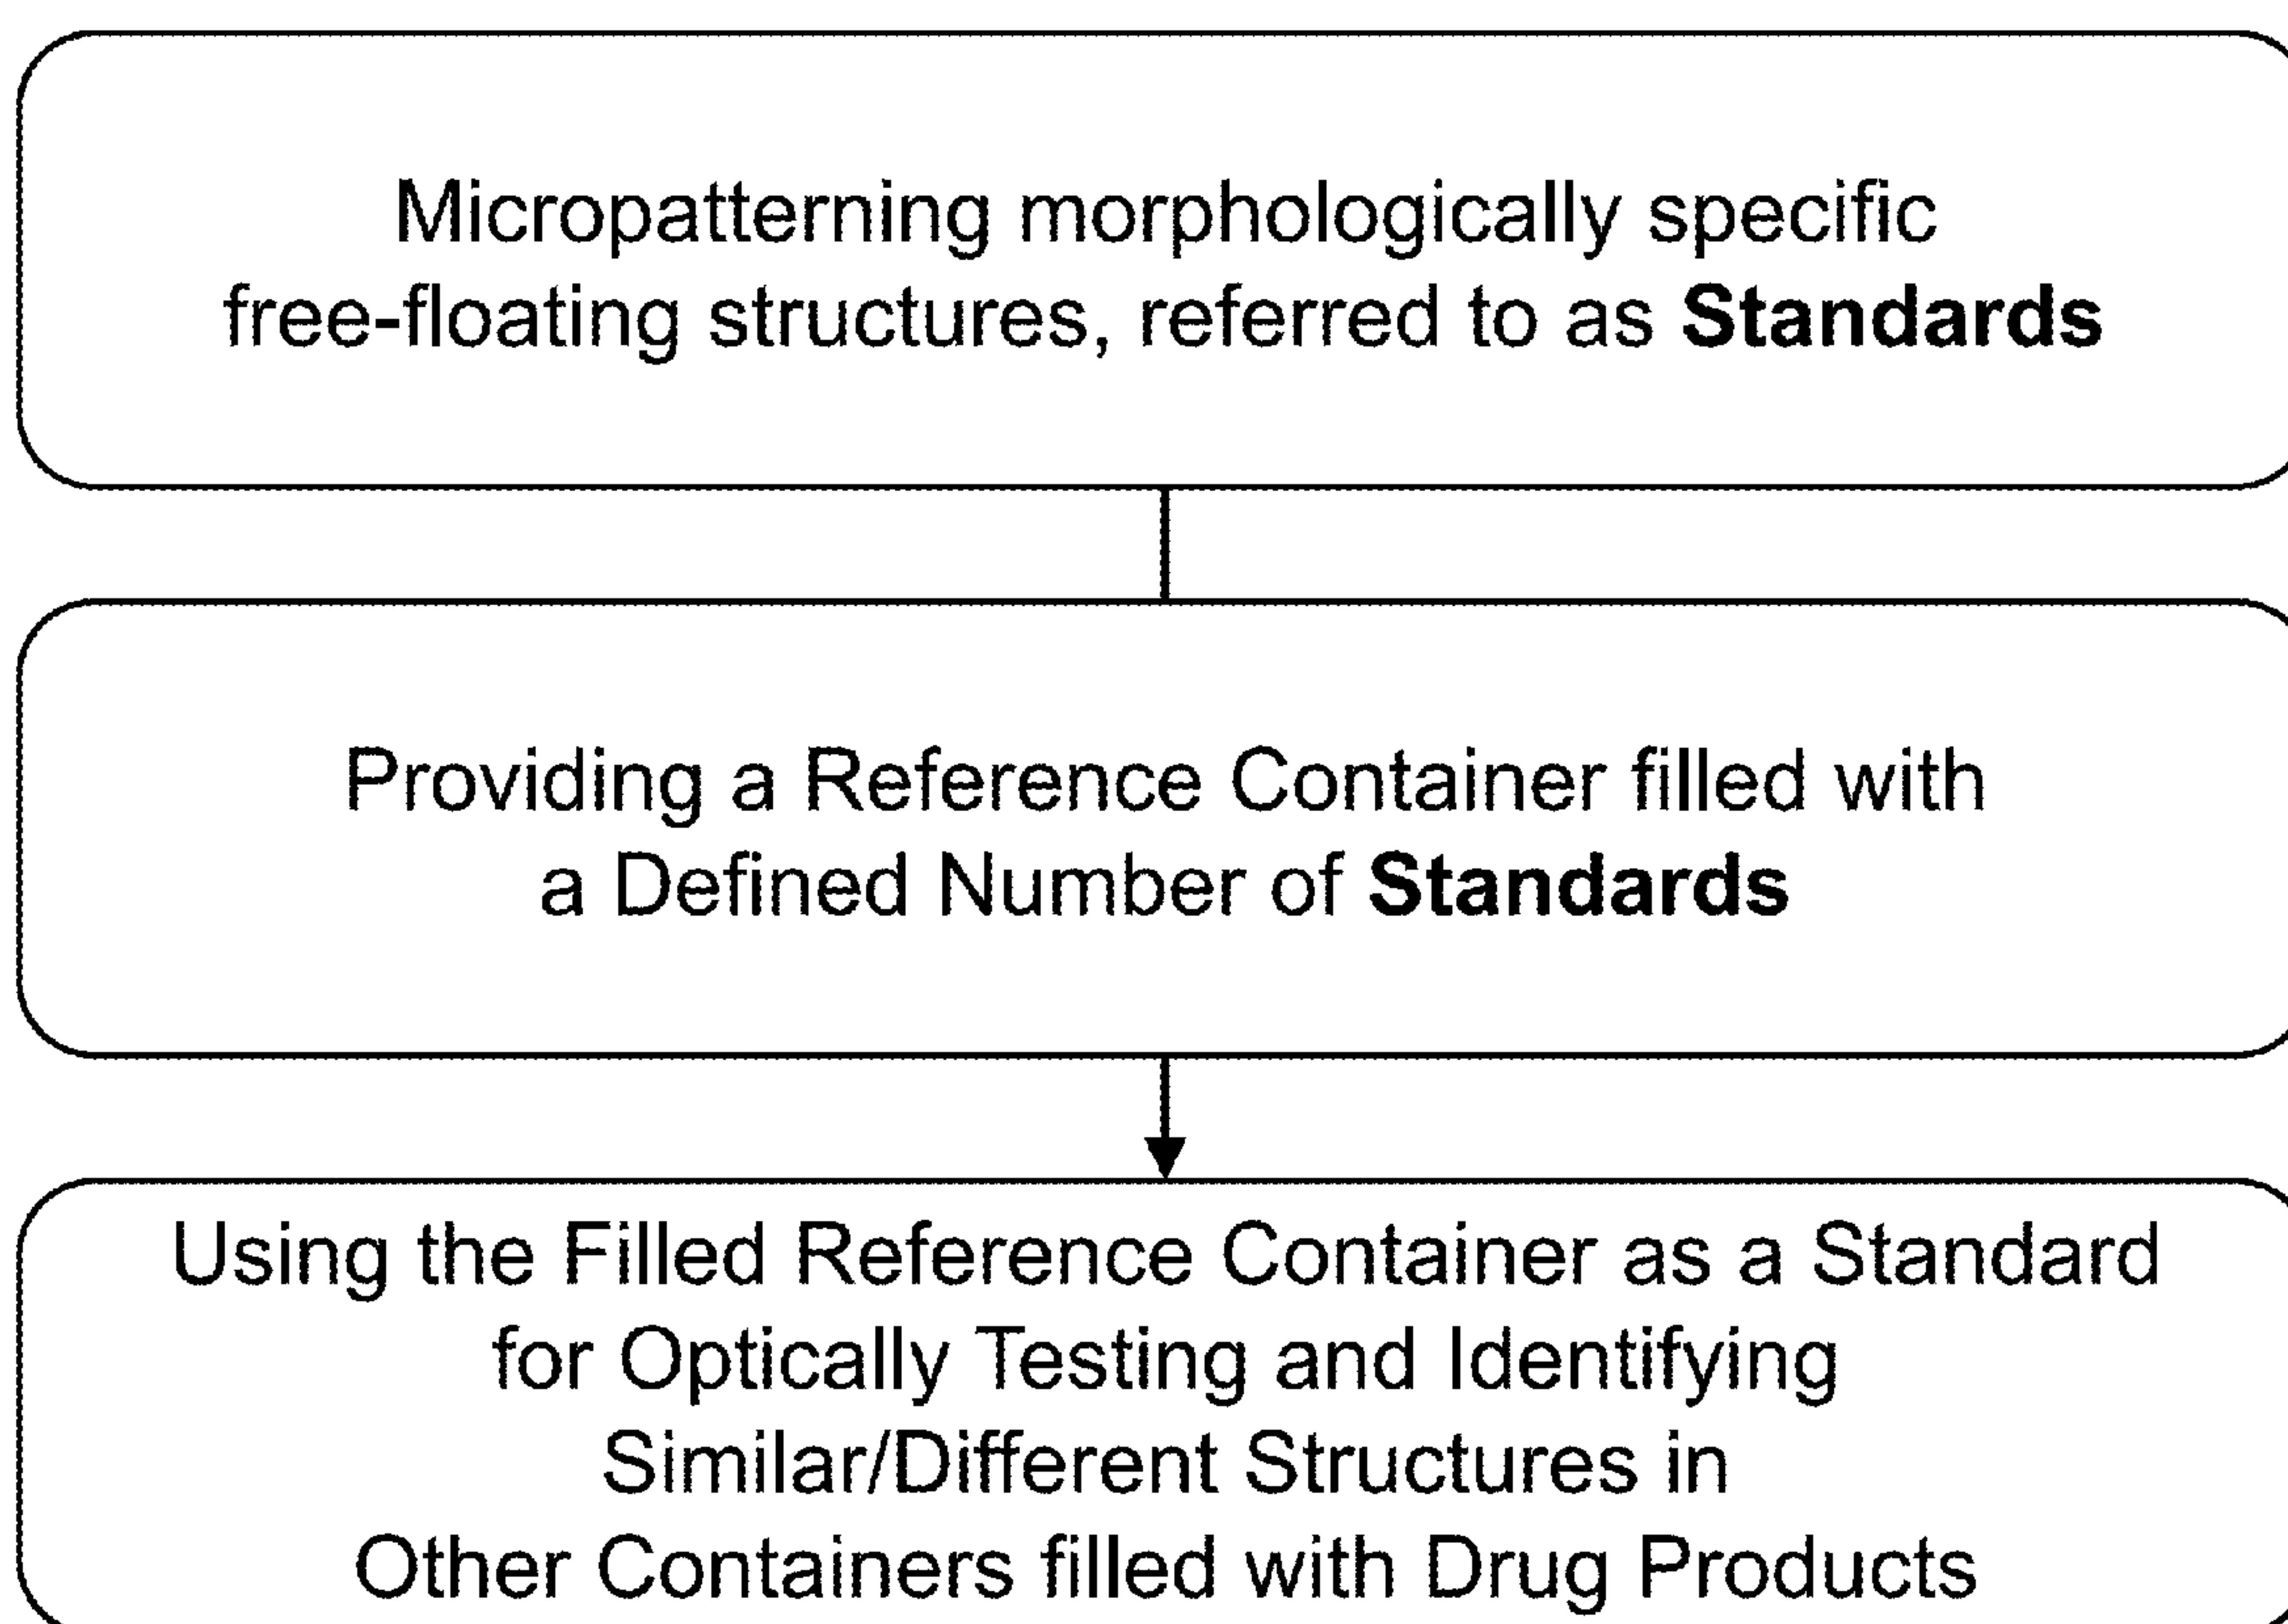 Micropatterning morphologically specific
free-floating structures, referred to as Standards
Providing a Reference Container filled with
a Defined Number of Standards
Using the Filled Reference Container as a Standard
for Optically Testing and Identifying
Similar/Different Structures in
Other Containers filled with Drug Products